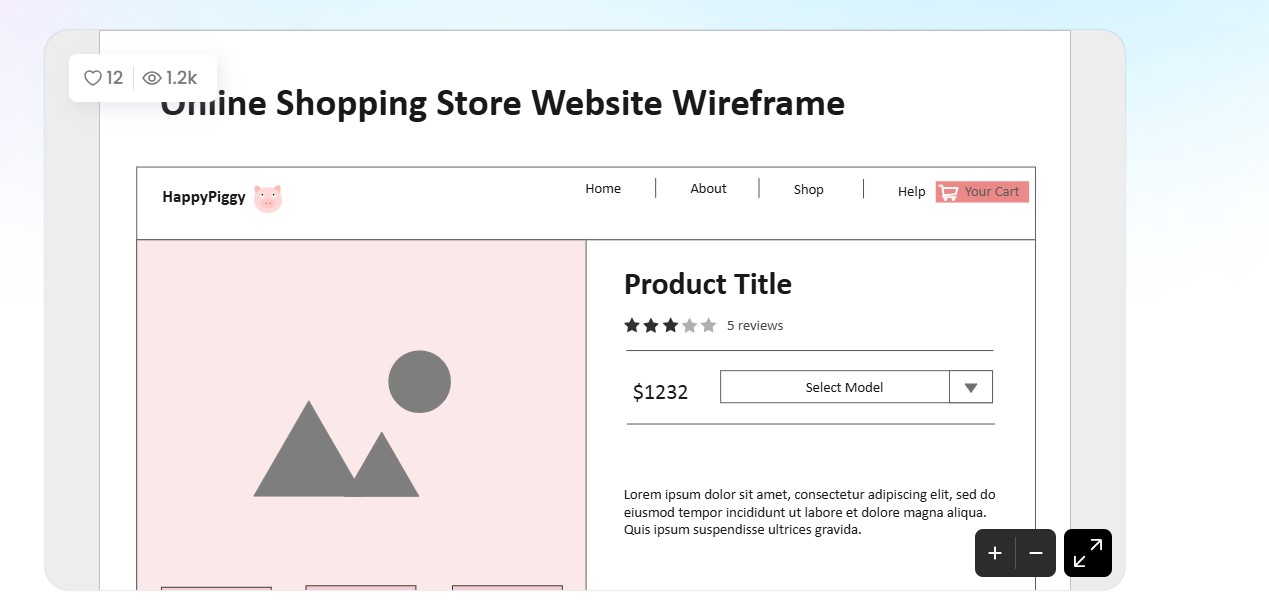 12 1.2k
Online Shopping Store Website Wireframe
HappyPiggy
Home About Shop Help Your Cart
Product Title
5 reviews
$1232 Select Model
Lorem ipsum dolor sit amet, consectetur adipiscing elit, sed do
eiusmod tempor incididunt ut labore et dolore magna aliqua.
Quis ipsum suspendisse ultrices gravida.